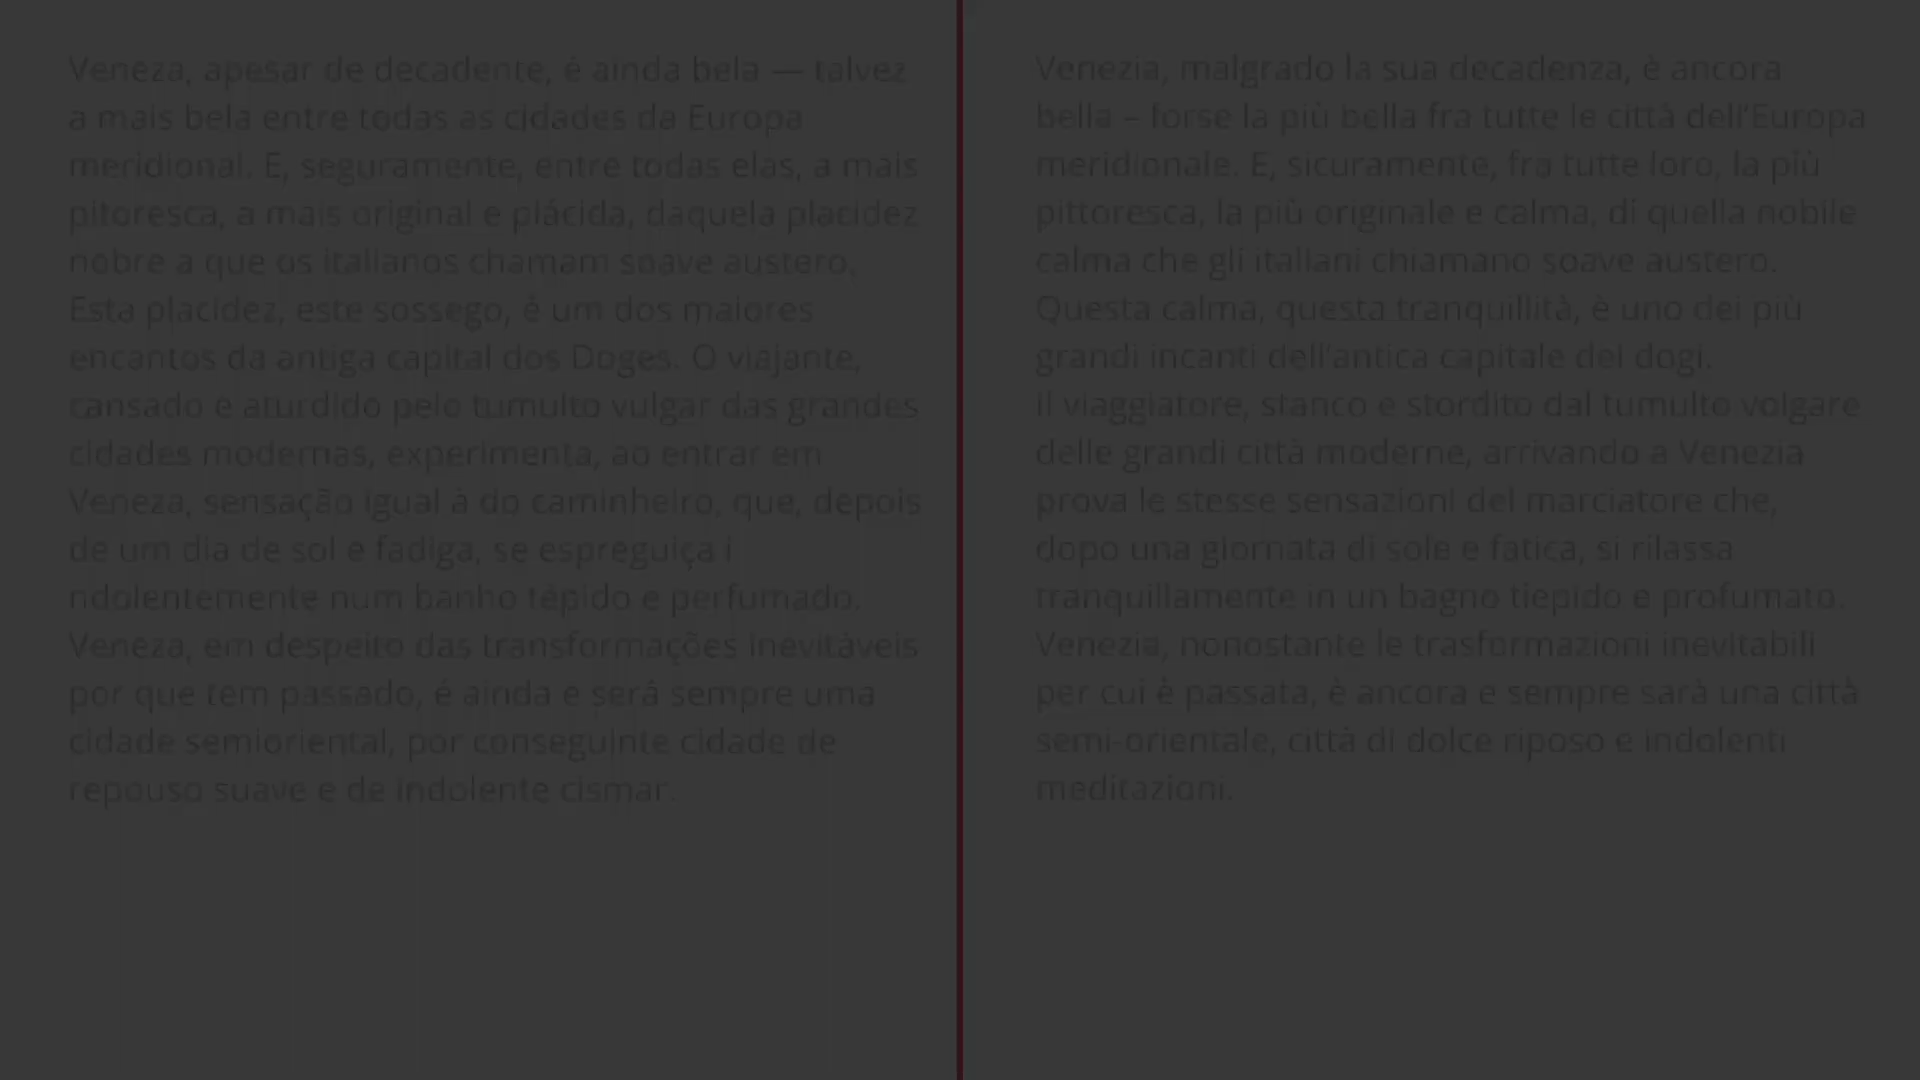 Veneza, apesar de decadente, é ainda bela — talvez
a mais bela entre todas as cidades da Europa
meridional. E, seguramente, entre todas elas, a mais
pitoresca, a mais original e plácida, daquela placidez
nobre a que os italianos chamam soave austero.
Esta placidez, este sossego, é um dos maiores
encantos da antiga capital dos Doges. O viajante,
cansado e aturdido pelo tumulto vulgar das grandes
cidades modernas, experimenta, ao entrar em
Veneza, sensação igual à do caminheiro, que, depois
de um dia de sol e fadiga, se espreguiça i
ndolentemente num banho tépido e perfumado.
Veneza, em despeito das transformações inevitáveis
por que tem passado, é ainda e será sempre uma
cidade semioriental, por conseguinte cidade de
repouso suave e de indolente cismar.
Venezia, malgrado la sua decadenza, è ancora
bella – forse la più bella fra tutte le città dell'Europa
meridionale. E, sicuramente, fra tutte loro, la più
pittoresca, la più originale e calma, di quella nobile
calma che gli italiani chiamano soave austero.
Questa calma, questa tranquillità, è uno dei più
grandi incanti dell'antica capitale dei dogi.
Il viaggiatore, stanco e stordito dal tumulto volgare
delle grandi città moderne, arrivando a Venezia
prova le stesse sensazioni del marciatore che,
dopo una giornata di sole e fatica, si rilassa
tranquillamente in un bagno tiepido e profumato.
Venezia, nonostante le trasformazioni inevitabili
per cui è passata, è ancora e sempre sarà una città
semi-orientale, città di dolce riposo e indolenti
meditazioni.